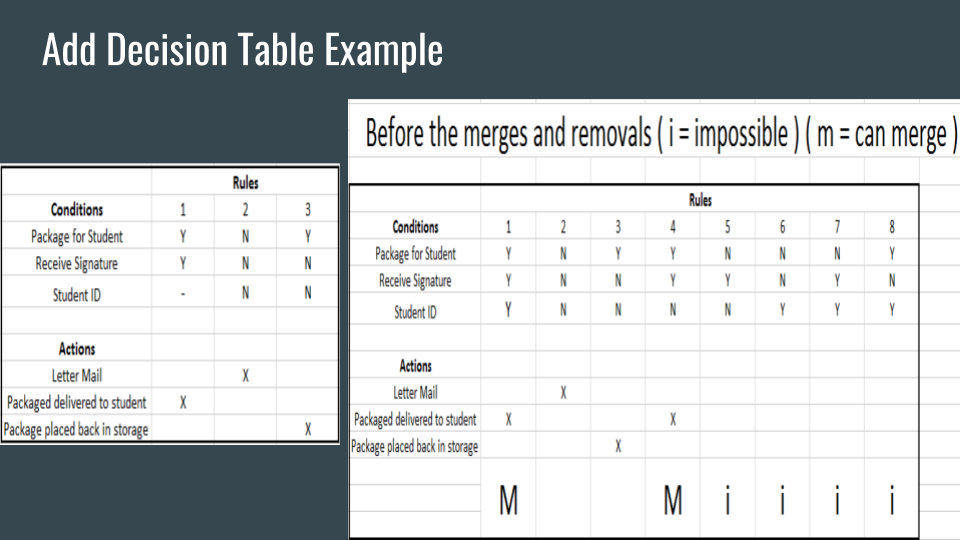 Add Decision Table Example
Rules
Conditions 1 2 3
Package for Student Y N Y
Receive Signature Y N N
Student ID - N N
Actions
Letter Mail X
Packaged delivered to student X
Package placed back in storage X
Before the merges and removals ( i = impossible ) ( m = can merge )
Rules
Conditions 1 2 3 4 5 6 7 8
Package for Student Y N Y Y N N N Y
Receive Signature Y N N Y Y N Y N
Student ID Y N N N N Y Y Y
Actions
Letter Mail X
Packaged delivered to student X X
Package placed back in storage X
M M i i i i